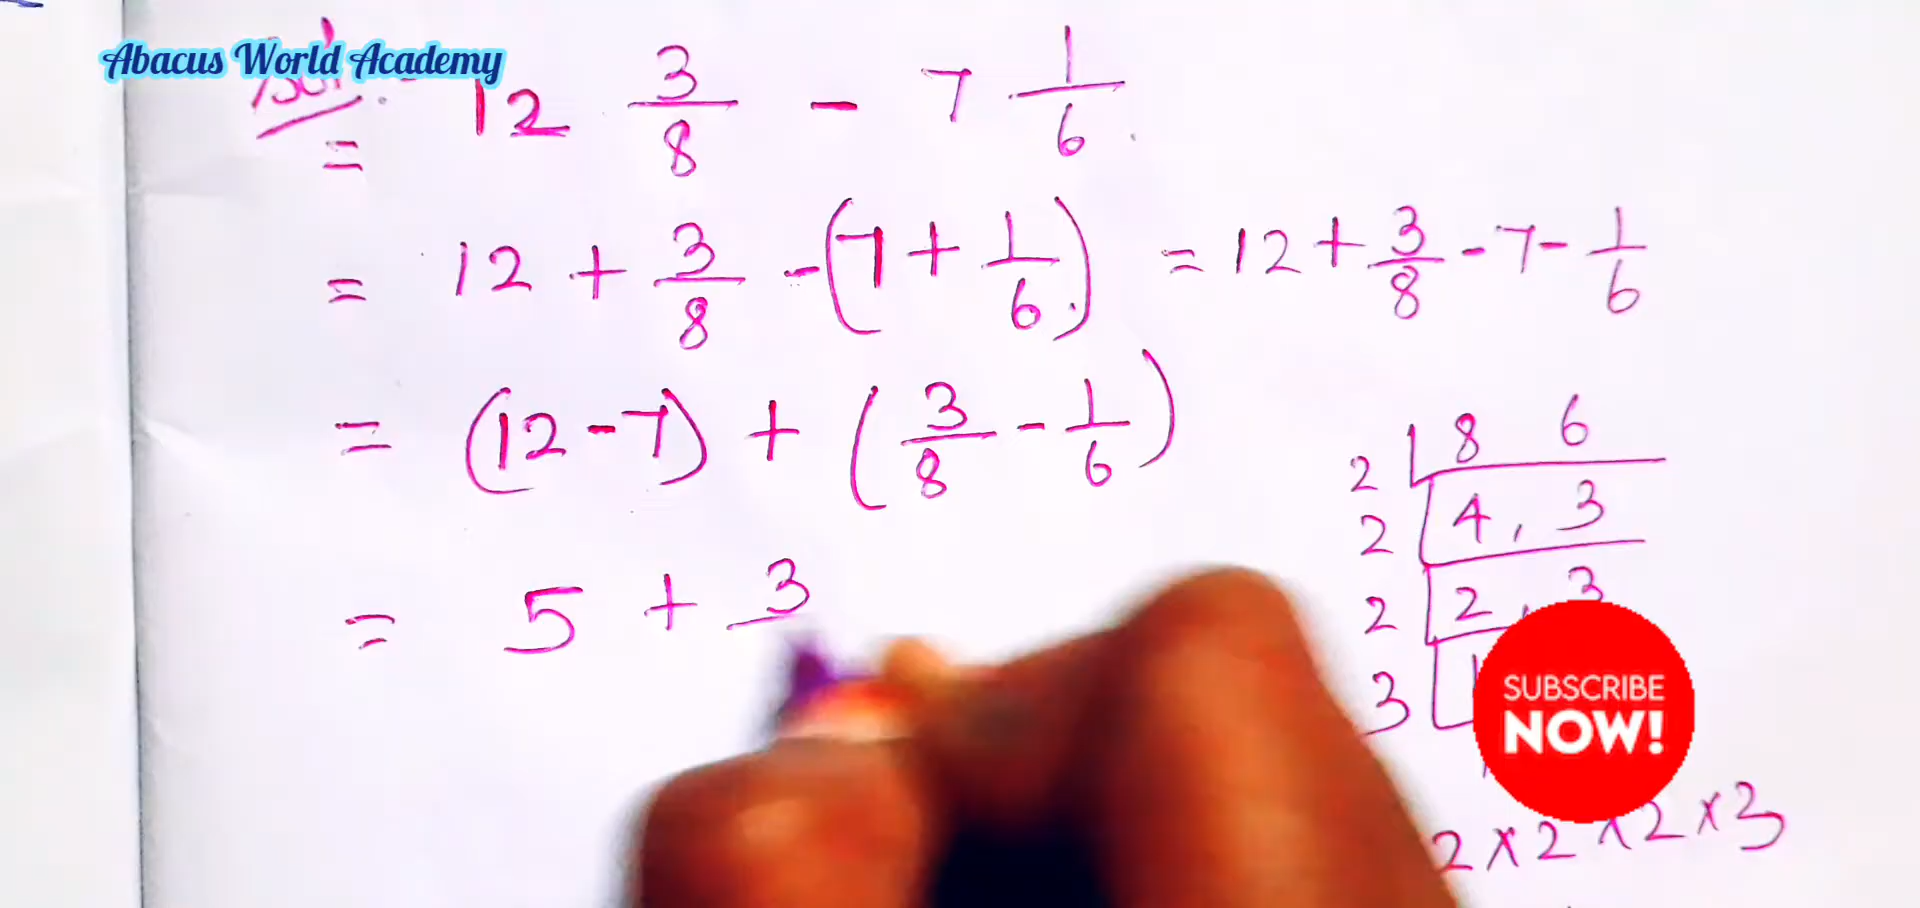 Abacus World Academy
= 12 3/8 - 7 1/6
= 12 + 3/8 - (7 + 1/6) = 12 + 3/8 - 7 - 1/6
= (12 - 7) + (3/8 - 1/6)
= 5 + 3
2 | 8 6
2 | 4, 3
2 | 2, 3
3 | 1
2 × 2 × 2 × 3
SUBSCRIBE
NOW!